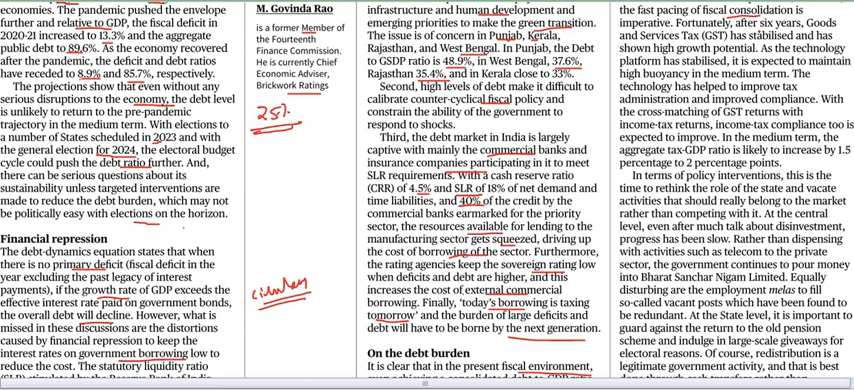 economies. The pandemic pushed the envelope
further and relative to GDP, the fiscal deficit in
2020-21 increased to 13.3% and the aggregate
public debt to 89.6%. As the economy recovered
after the pandemic, the deficit and debt ratios
have receded to 8.9% and 85.7%, respectively.
The projections show that even without any
serious disruptions to the economy, the debt level
is unlikely to return to the pre-pandemic
trajectory in the medium term. With elections to
a number of States scheduled in 2023 and with
the general election for 2024, the electoral budget
cycle could push the debt ratio further. And,
there can be serious questions about its
sustainability unless targeted interventions are
made to reduce the debt burden, which may not
be politically easy with elections on the horizon.
Financial repression
The debt-dynamics equation states that when
there is no primary deficit (fiscal deficit in the
year excluding the past legacy of interest
payments), if the growth rate of GDP exceeds the
effective interest rate paid on government bonds,
the overall debt will decline. However, what is
missed in these discussions are the distortions
caused by financial repression to keep the
interest rates on government borrowing low to
reduce the cost. The statutory liquidity ratio
M. Govinda Rao
is a former Member of
the Fourteenth
Finance Commission.
He is currently Chief
Economic Adviser,
Brickwork Ratings
25%
infrastructure and human development and
emerging priorities to make the green transition.
The issue is of concern in Punjab, Kerala,
Rajasthan, and West Bengal. In Punjab, the Debt
to GSDP ratio is 48.9%, in West Bengal, 37.6%,
Rajasthan 35.4%, and in Kerala close to 33%.
Second, high levels of debt make it difficult to
calibrate counter-cyclical fiscal policy and
constrain the ability of the government to
respond to shocks.
Third, the debt market in India is largely
captive with mainly the commercial banks and
insurance companies participating in it to meet
SLR requirements. With a cash reserve ratio
(CRR) of 4.5% and SLR of 18% of net demand and
time liabilities, and 40% of the credit by the
commercial banks earmarked for the priority
sector, the resources available for lending to the
manufacturing sector gets squeezed, driving up
the cost of borrowing of the sector. Furthermore,
the rating agencies keep the sovereign rating low
when deficits and debt are higher, and this
increases the cost of external commercial
borrowing. Finally, ‘today’s borrowing is taxing
tomorrow’ and the burden of large deficits and
debt will have to be borne by the next generation.
On the debt burden
It is clear that in the present fiscal environment,
the fast pacing of fiscal consolidation is
imperative. Fortunately, after six years, Goods
and Services Tax (GST) has stabilised and has
shown high growth potential. As the technology
platform has stabilised, it is expected to maintain
high buoyancy in the medium term. The
technology has helped to improve tax
administration and improved compliance. With
the cross-matching of GST returns with
income-tax returns, income-tax compliance too is
expected to improve. In the medium term, the
aggregate tax-GDP ratio is likely to increase by 1.5
percentage to 2 percentage points.
In terms of policy interventions, this is the
time to rethink the role of the state and vacate
activities that should really belong to the market
rather than competing with it. At the central
level, even after much talk about disinvestment,
progress has been slow. Rather than dispensing
with activities such as telecom to the private
sector, the government continues to pour money
into Bharat Sanchar Nigam Limited. Equally
disturbing are the employment melas to fill
so-called vacant posts which have been found to
be redundant. At the State level, it is important to
guard against the return to the old pension
scheme and indulge in large-scale giveaways for
electoral reasons. Of course, redistribution is a
legitimate government activity, and that is best